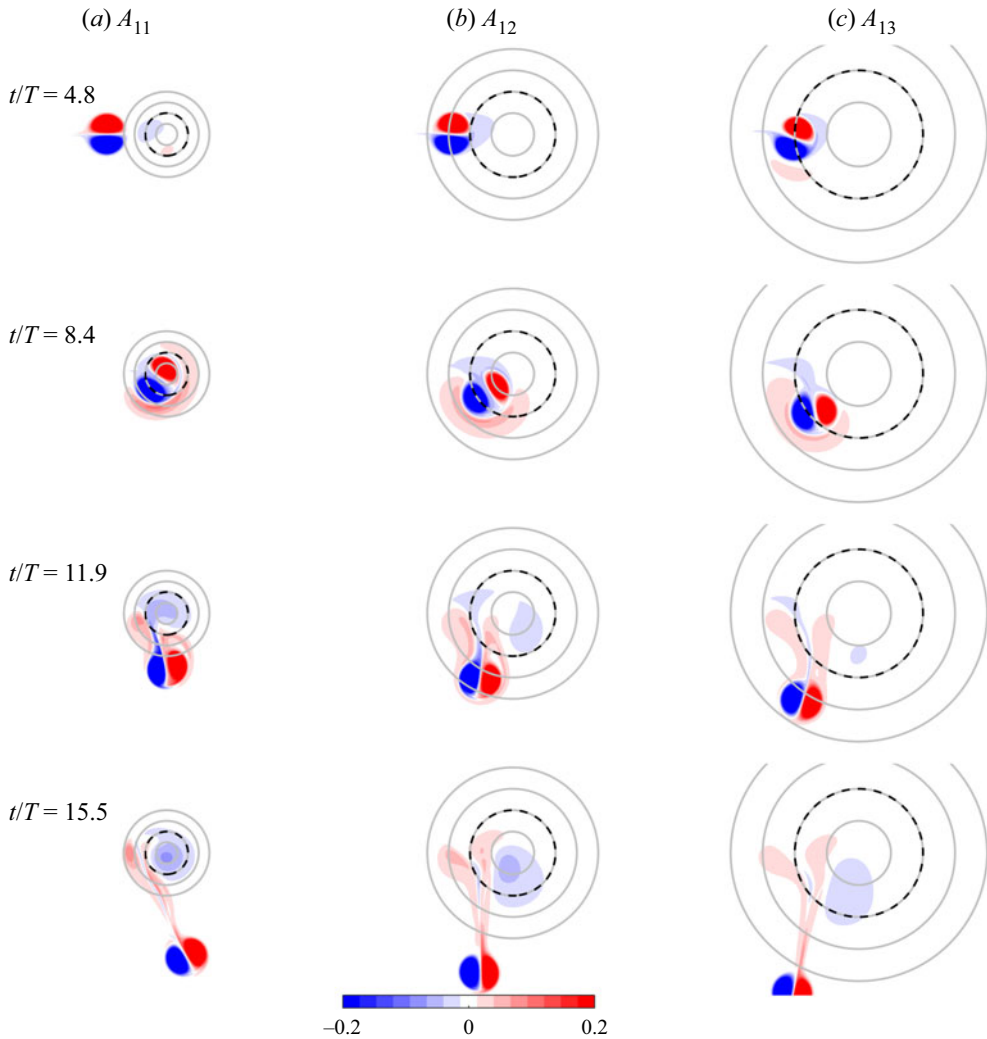 (a) A11 (b) A12 (c) A13
t/T = 4.8
t/T = 8.4
t/T = 11.9
t/T = 15.5
−0.2 0 0.2